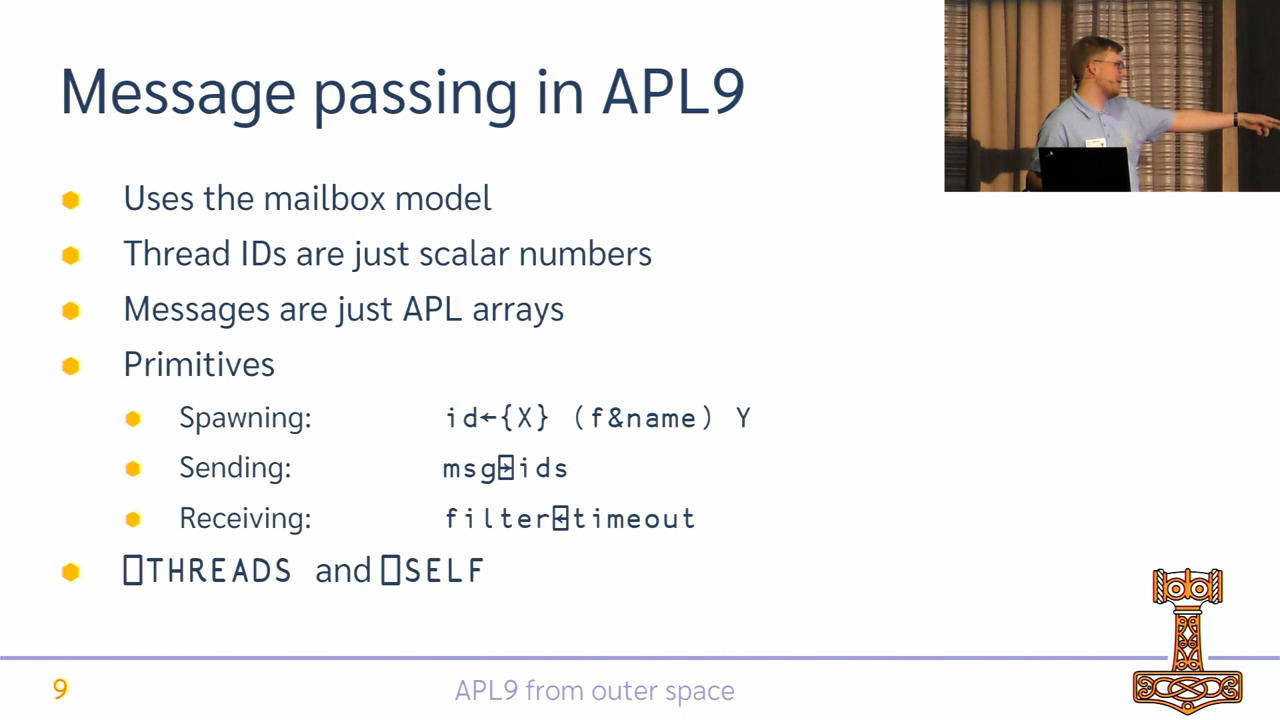 Message passing in APL9
Uses the mailbox model
Thread IDs are just scalar numbers
Messages are just APL arrays
Primitives
Spawning: id←{X} (f&name) Y
Sending: msg⍈ids
Receiving: filter⍇timeout
⎕THREADS and ⎕SELF
9 APL9 from outer space